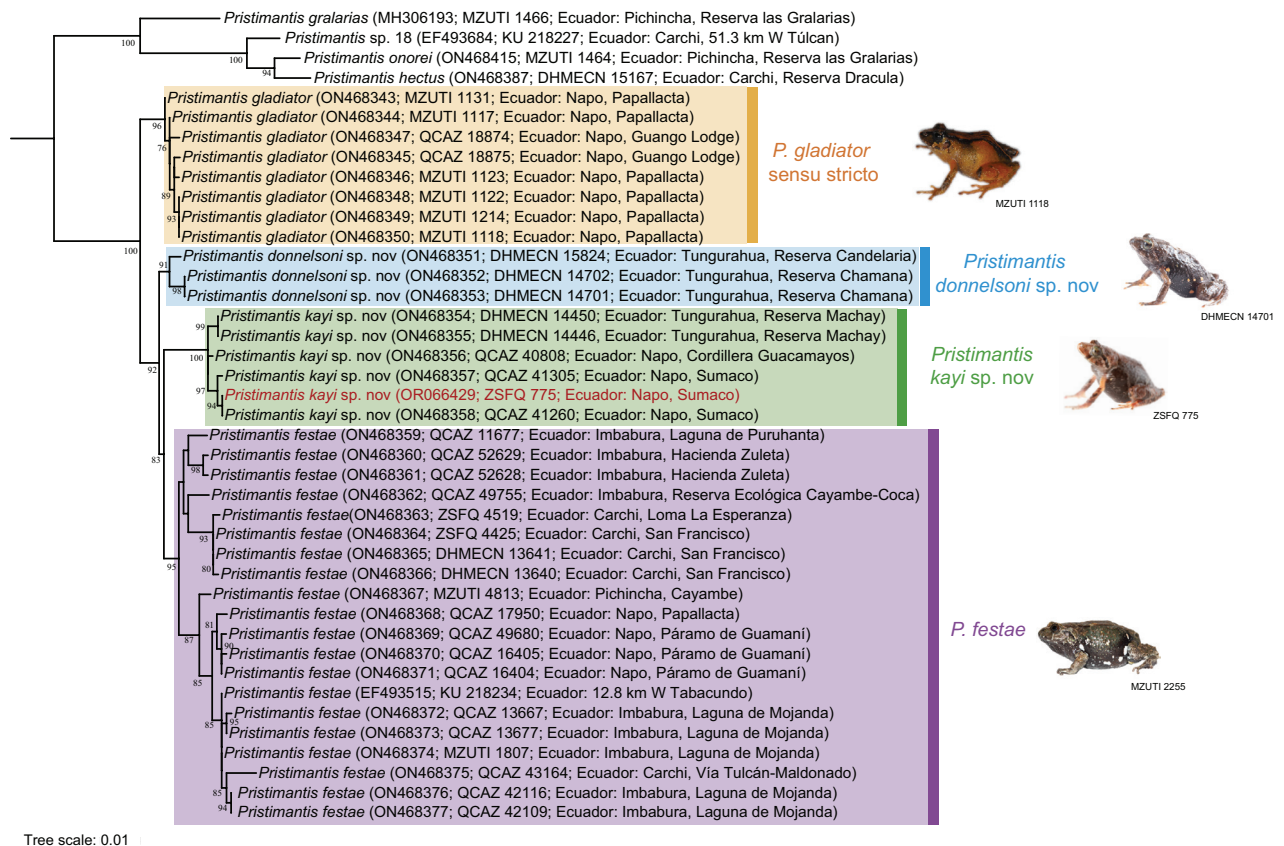 Pristimantis gralarias (MH306193; MZUTI 1466; Ecuador: Pichincha, Reserva las Gralarias)
Pristimantis sp. 18 (EF493684; KU 218227; Ecuador: Carchi, 51.3 km W Túlcan)
100
Pristimantis onorei (ON468415; MZUTI 1464; Ecuador: Pichincha, Reserva las Gralarias)
100
94
Pristimantis hectus (ON468387; DHMECN 15167; Ecuador: Carchi, Reserva Dracula)
Pristimantis gladiator (ON468343; MZUTI 1131; Ecuador: Napo, Papallacta)
Pristimantis gladiator (ON468344; MZUTI 1117; Ecuador: Napo, Papallacta)
96
Pristimantis gladiator (ON468347; QCAZ 18874; Ecuador: Napo, Guango Lodge)
76
Pristimantis gladiator (ON468345; QCAZ 18875; Ecuador: Napo, Guango Lodge)
Pristimantis gladiator (ON468346; MZUTI 1123; Ecuador: Napo, Papallacta)
89
Pristimantis gladiator (ON468348; MZUTI 1122; Ecuador: Napo, Papallacta)
Pristimantis gladiator (ON468349; MZUTI 1214; Ecuador: Napo, Papallacta)
93
Pristimantis gladiator (ON468350; MZUTI 1118; Ecuador: Napo, Papallacta)
P. gladiator
sensu stricto
MZUTI 1118
100
Pristimantis donnelsoni sp. nov (ON468351; DHMECN 15824; Ecuador: Tungurahua, Reserva Candelaria)
91
Pristimantis donnelsoni sp. nov (ON468352; DHMECN 14702; Ecuador: Tungurahua, Reserva Chamana)
98
Pristimantis donnelsoni sp. nov (ON468353; DHMECN 14701; Ecuador: Tungurahua, Reserva Chamana)
Pristimantis
donnelsoni sp. nov
DHMECN 14701
Pristimantis kayi sp. nov (ON468354; DHMECN 14450; Ecuador: Tungurahua, Reserva Machay)
99
Pristimantis kayi sp. nov (ON468355; DHMECN 14446; Ecuador: Tungurahua, Reserva Machay)
100
Pristimantis kayi sp. nov (ON468356; QCAZ 40808; Ecuador: Napo, Cordillera Guacamayos)
92
Pristimantis kayi sp. nov (ON468357; QCAZ 41305; Ecuador: Napo, Sumaco)
97
Pristimantis kayi sp. nov (OR066429; ZSFQ 775; Ecuador: Napo, Sumaco)
94
Pristimantis kayi sp. nov (ON468358; QCAZ 41260; Ecuador: Napo, Sumaco)
Pristimantis
kayi sp. nov
ZSFQ 775
83
Pristimantis festae (ON468359; QCAZ 11677; Ecuador: Imbabura, Laguna de Puruhanta)
Pristimantis festae (ON468360; QCAZ 52629; Ecuador: Imbabura, Hacienda Zuleta)
98
Pristimantis festae (ON468361; QCAZ 52628; Ecuador: Imbabura, Hacienda Zuleta)
Pristimantis festae (ON468362; QCAZ 49755; Ecuador: Imbabura, Reserva Ecológica Cayambe-Coca)
Pristimantis festae(ON468363; ZSFQ 4519; Ecuador: Carchi, Loma La Esperanza)
Pristimantis festae (ON468364; ZSFQ 4425; Ecuador: Carchi, San Francisco)
93
Pristimantis festae (ON468365; DHMECN 13641; Ecuador: Carchi, San Francisco)
95
80
Pristimantis festae (ON468366; DHMECN 13640; Ecuador: Carchi, San Francisco)
Pristimantis festae (ON468367; MZUTI 4813; Ecuador: Pichincha, Cayambe)
Pristimantis festae (ON468368; QCAZ 17950; Ecuador: Napo, Papallacta)
81
87
Pristimantis festae (ON468369; QCAZ 49680; Ecuador: Napo, Páramo de Guamaní)
90
Pristimantis festae (ON468370; QCAZ 16405; Ecuador: Napo, Páramo de Guamaní)
Pristimantis festae (ON468371; QCAZ 16404; Ecuador: Napo, Páramo de Guamaní)
85
Pristimantis festae (EF493515; KU 218234; Ecuador: 12.8 km W Tabacundo)
Pristimantis festae (ON468372; QCAZ 13667; Ecuador: Imbabura, Laguna de Mojanda)
85
95
Pristimantis festae (ON468373; QCAZ 13677; Ecuador: Imbabura, Laguna de Mojanda)
Pristimantis festae (ON468374; MZUTI 1807; Ecuador: Imbabura, Laguna de Mojanda)
Pristimantis festae (ON468375; QCAZ 43164; Ecuador: Carchi, Vía Tulcán-Maldonado)
85
Pristimantis festae (ON468376; QCAZ 42116; Ecuador: Imbabura, Laguna de Mojanda)
94
Pristimantis festae (ON468377; QCAZ 42109; Ecuador: Imbabura, Laguna de Mojanda)
P. festae
MZUTI 2255
Tree scale: 0.01